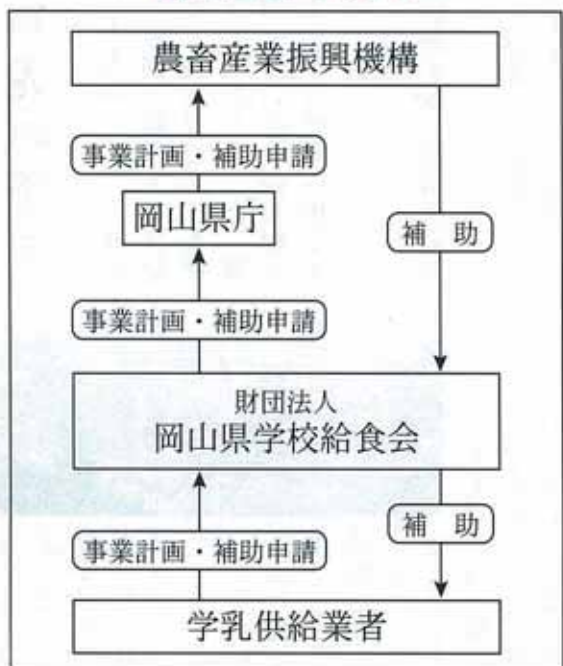 農畜産業振興機構
事業計画・補助申請
岡山県庁
補　助
事業計画・補助申請
財団法人
岡山県学校給食会
補　助
事業計画・補助申請
学乳供給業者